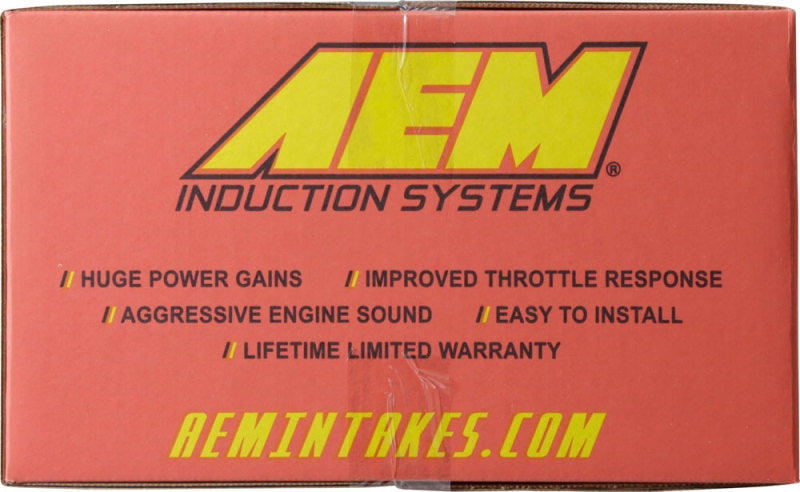 AEM®
INDUCTION SYSTEMS
// HUGE POWER GAINS // IMPROVED THROTTLE RESPONSE
// AGGRESSIVE ENGINE SOUND // EASY TO INSTALL
// LIFETIME LIMITED WARRANTY
AEMINTAKES.COM